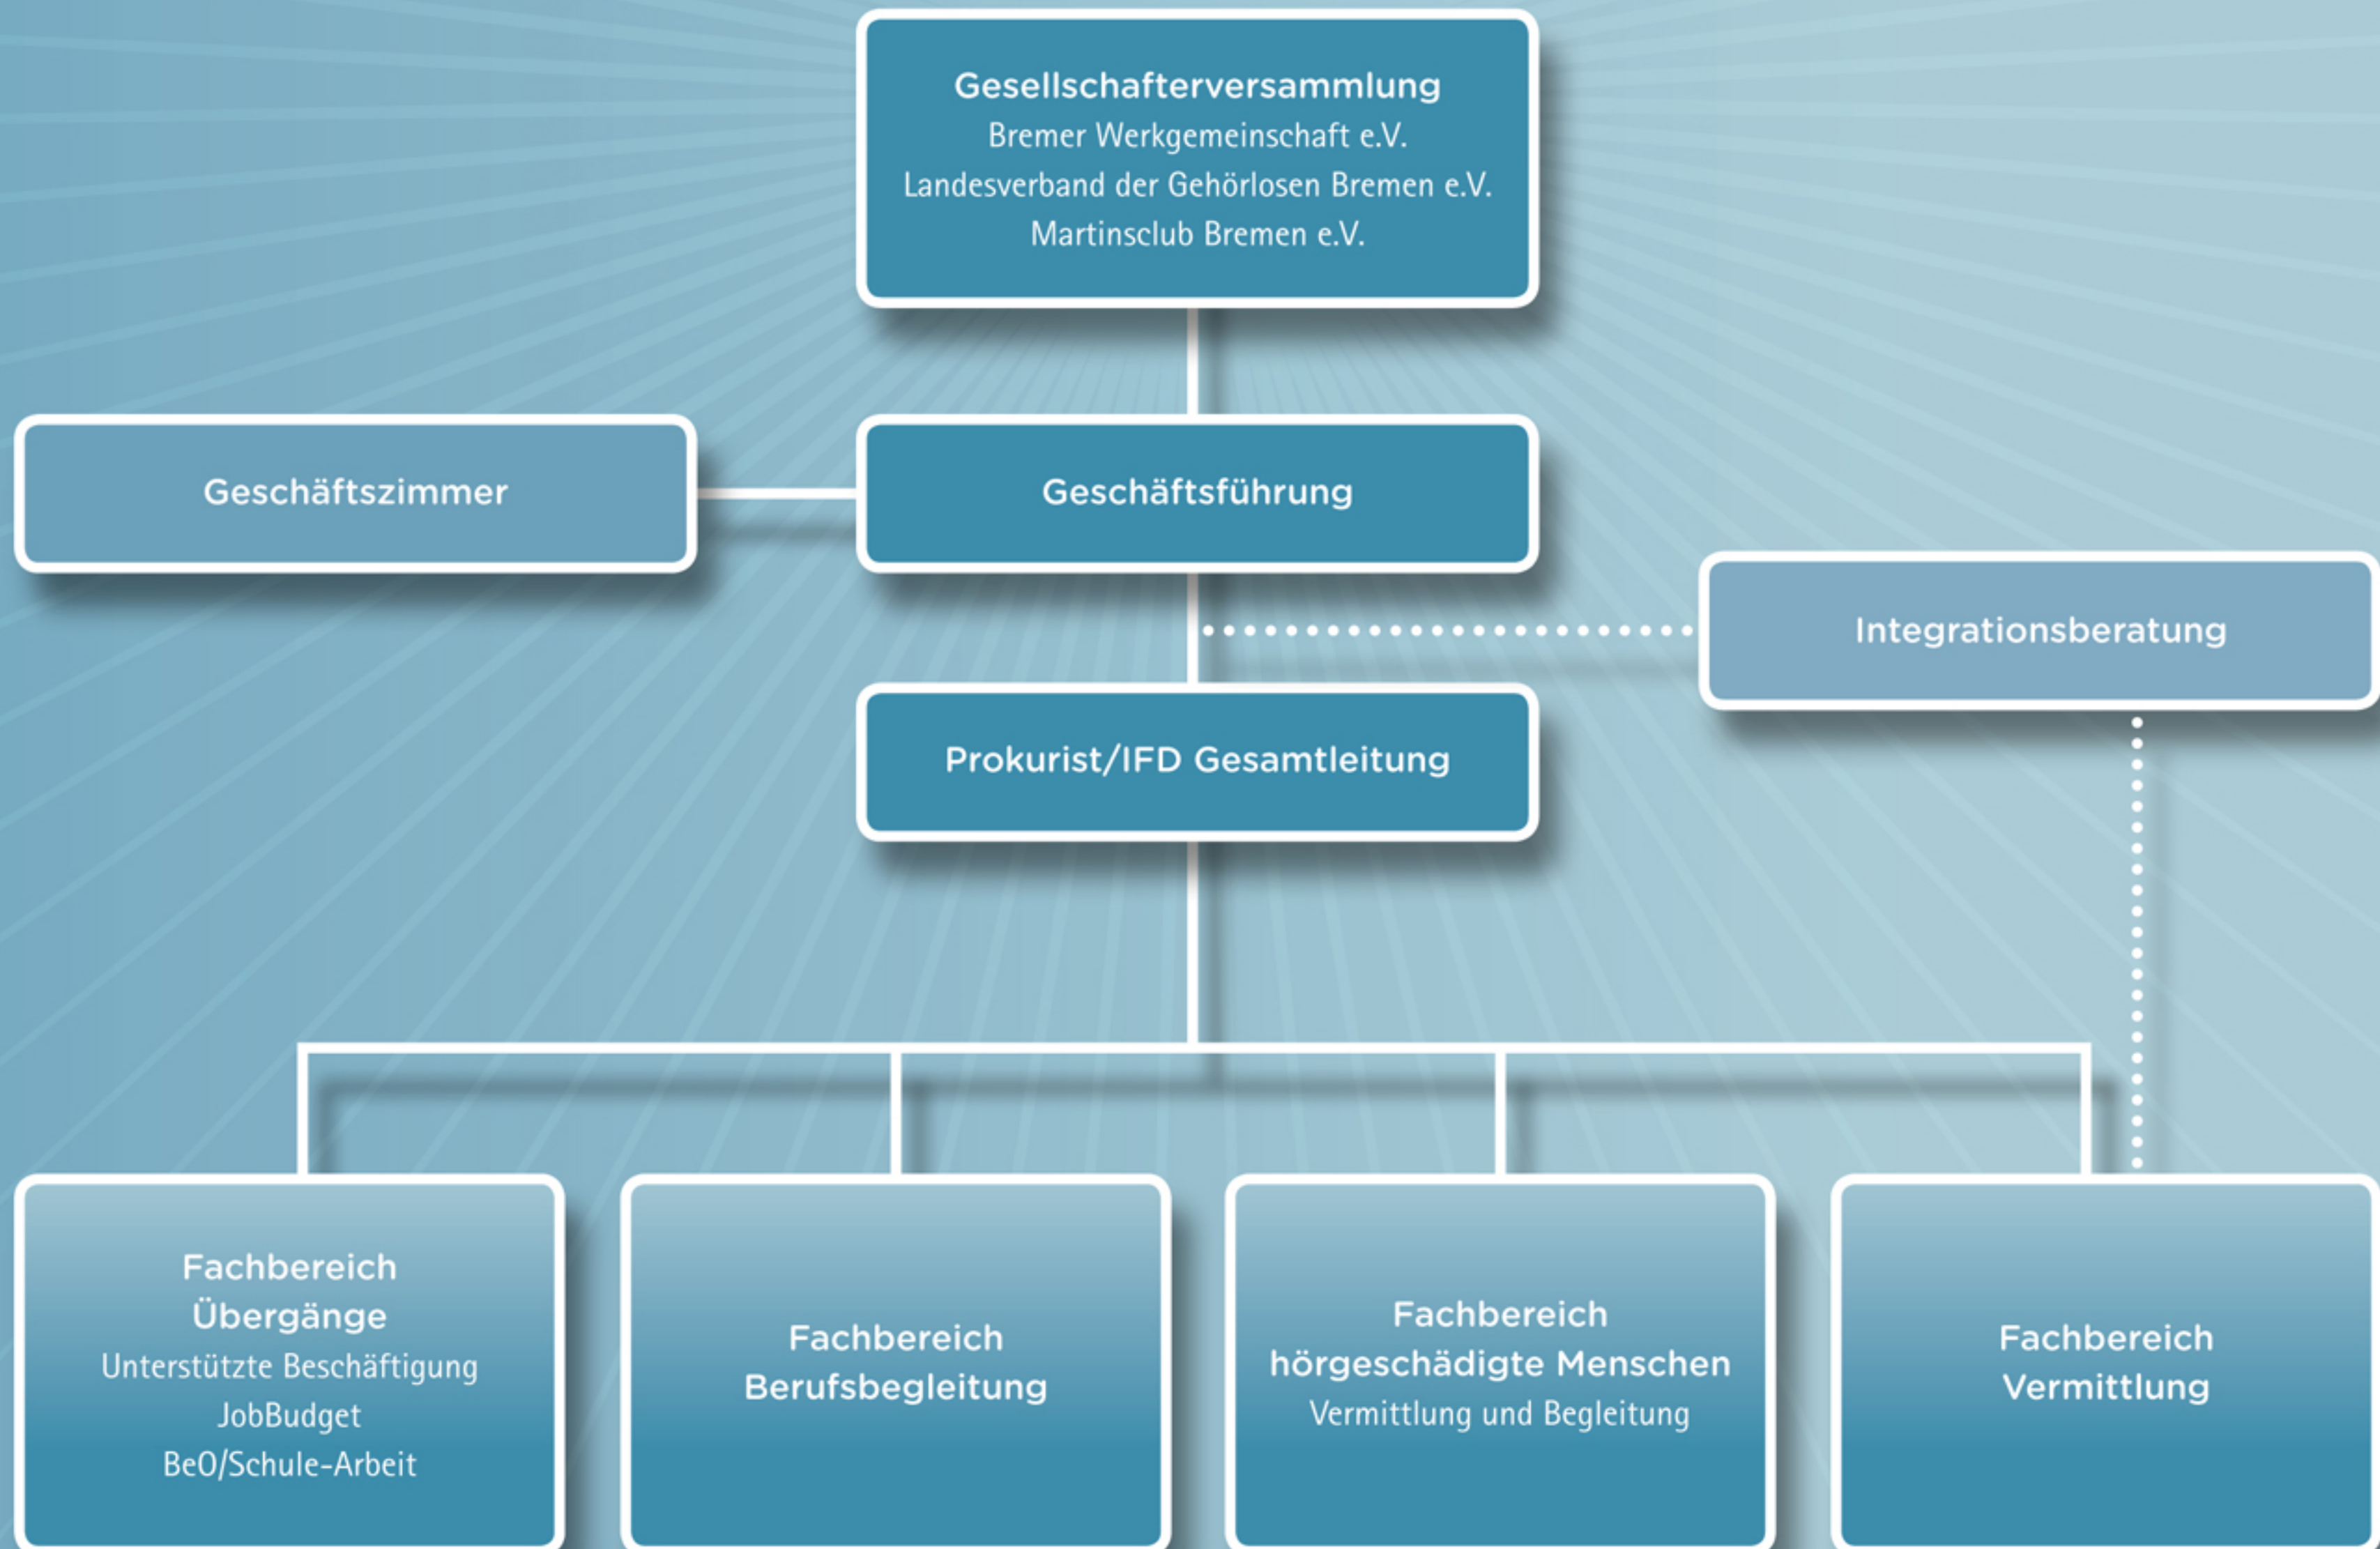 Gesellschafterversammlung
Bremer Werkgemeinschaft e.V.
Landesverband der Gehörlosen Bremen e.V.
Martinsclub Bremen e.V.
Geschäftszimmer
Geschäftsführung
Integrationsberatung
Prokurist/IFD Gesamtleitung
Fachbereich
Übergänge
Unterstützte Beschäftigung
JobBudget
BeO/Schule-Arbeit
Fachbereich
Berufsbegleitung
Fachbereich
hörgeschädigte Menschen
Vermittlung und Begleitung
Fachbereich
Vermittlung